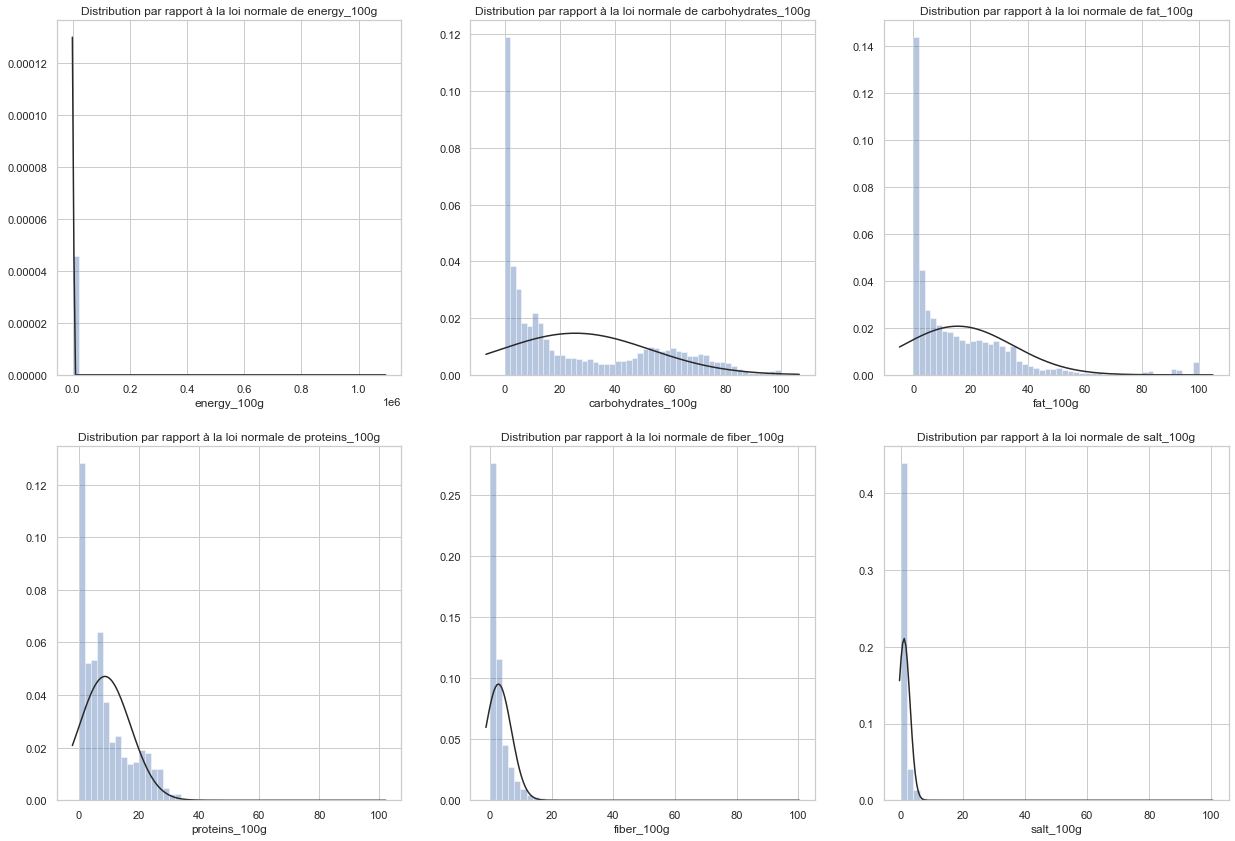 Distribution par rapport à la loi normale de energy_100g
0.00012
0.00010
0.00008
0.00006
0.00004
0.00002
0.00000
0.0 0.2 0.4 0.6 0.8 1.0
1e6
energy_100g
Distribution par rapport à la loi normale de carbohydrates_100g
0.12
0.10
0.08
0.06
0.04
0.02
0.00
0 20 40 60 80 100
carbohydrates_100g
Distribution par rapport à la loi normale de fat_100g
0.14
0.12
0.10
0.08
0.06
0.04
0.02
0.00
0 20 40 60 80 100
fat_100g
Distribution par rapport à la loi normale de proteins_100g
0.12
0.10
0.08
0.06
0.04
0.02
0.00
0 20 40 60 80 100
proteins_100g
Distribution par rapport à la loi normale de fiber_100g
0.25
0.20
0.15
0.10
0.05
0.00
0 20 40 60 80 100
fiber_100g
Distribution par rapport à la loi normale de salt_100g
0.4
0.3
0.2
0.1
0.0
0 20 40 60 80 100
salt_100g